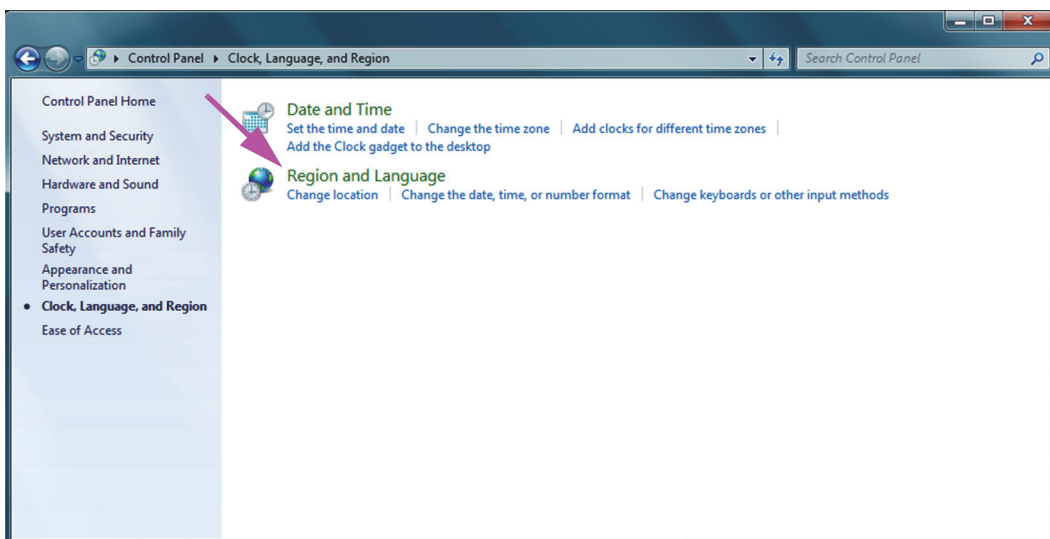 Control Panel Clock, Language, and Region Search Control Panel
Control Panel Home
System and Security
Network and Internet
Hardware and Sound
Programs
User Accounts and Family
Safety
Appearance and
Personalization
Clock, Language, and Region
Ease of Access
Date and Time
Set the time and date Change the time zone Add clocks for different time zones
Add the Clock gadget to the desktop
Region and Language
Change location Change the date, time, or number format Change keyboards or other input methods